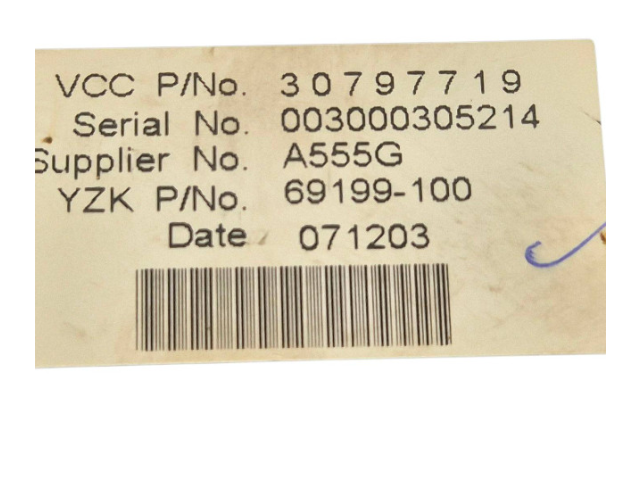 VCC P/No. 30797719
Serial No. 003000305214
Supplier No. A555G
YZK P/No. 69199-100
Date 071203